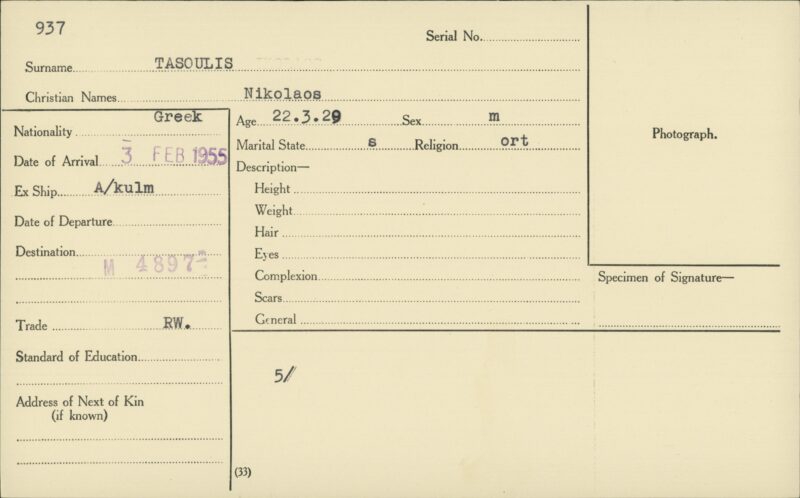 937
Serial No.
Surname TASOULIS
Christian Names Nikolaos
Nationality Greek
Date of Arrival 3 FEB 1955
Ex Ship A/kulm
Date of Departure
Destination M 4897
Trade RW.
Standard of Education
Address of Next of Kin
(if known)
Age 22.3.29 Sex m
Marital State s Religion ort
Description—
Height
Weight
Hair
Eyes
Complexion
Scars
General
5/
(33)
Photograph.
Specimen of Signature—